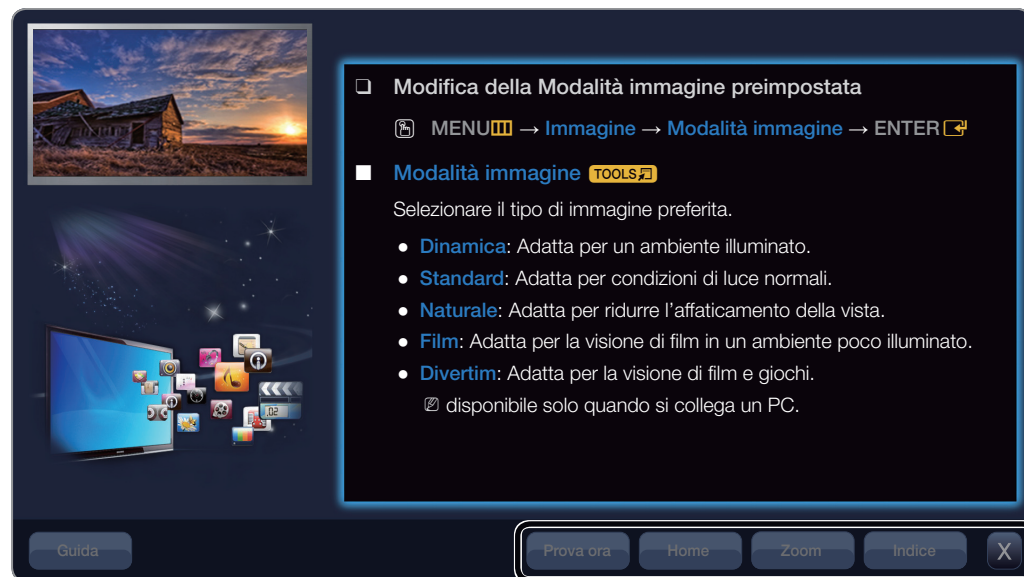 ❑ Modifica della Modalità immagine preimpostata
MENU → Immagine → Modalità immagine → ENTER
■ Modalità immagine TOOLS
Selezionare il tipo di immagine preferita.
● Dinamica: Adatta per un ambiente illuminato.
● Standard: Adatta per condizioni di luce normali.
● Naturale: Adatta per ridurre l’affaticamento della vista.
● Film: Adatta per la visione di film in un ambiente poco illuminato.
● Divertim: Adatta per la visione di film e giochi.
disponibile solo quando si collega un PC.
Guida Prova ora Home Zoom Indice X